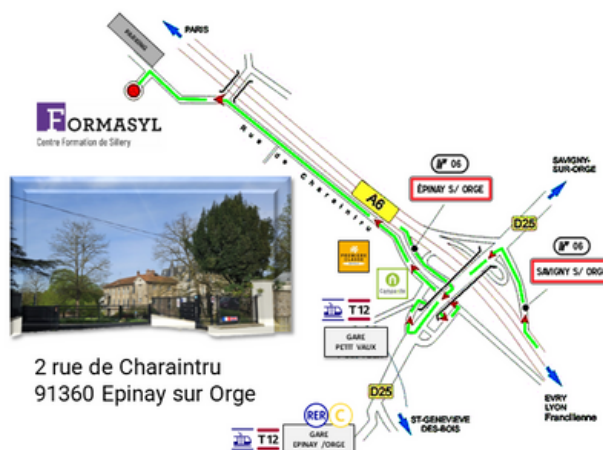 PARIS
PARKING
FORMASYL
Centre Formation de Sillery
Rue de Charaintru
A6
N° 06
ÉPINAY S/ ORGE
SAVIGNY-
SUR-ORGE
D25
N° 06
SAVIGNY S/ ORG
PREMIERE
CLASSE
Campanile
T12
GARE
PETIT VAUX
2 rue de Charaintru
91360 Epinay sur Orge
D25
EVRY
LYON
Francilienne
ST-GENEVIEVE
DES-BOIS
RER C
T12
GARE
EPINAY /ORGE